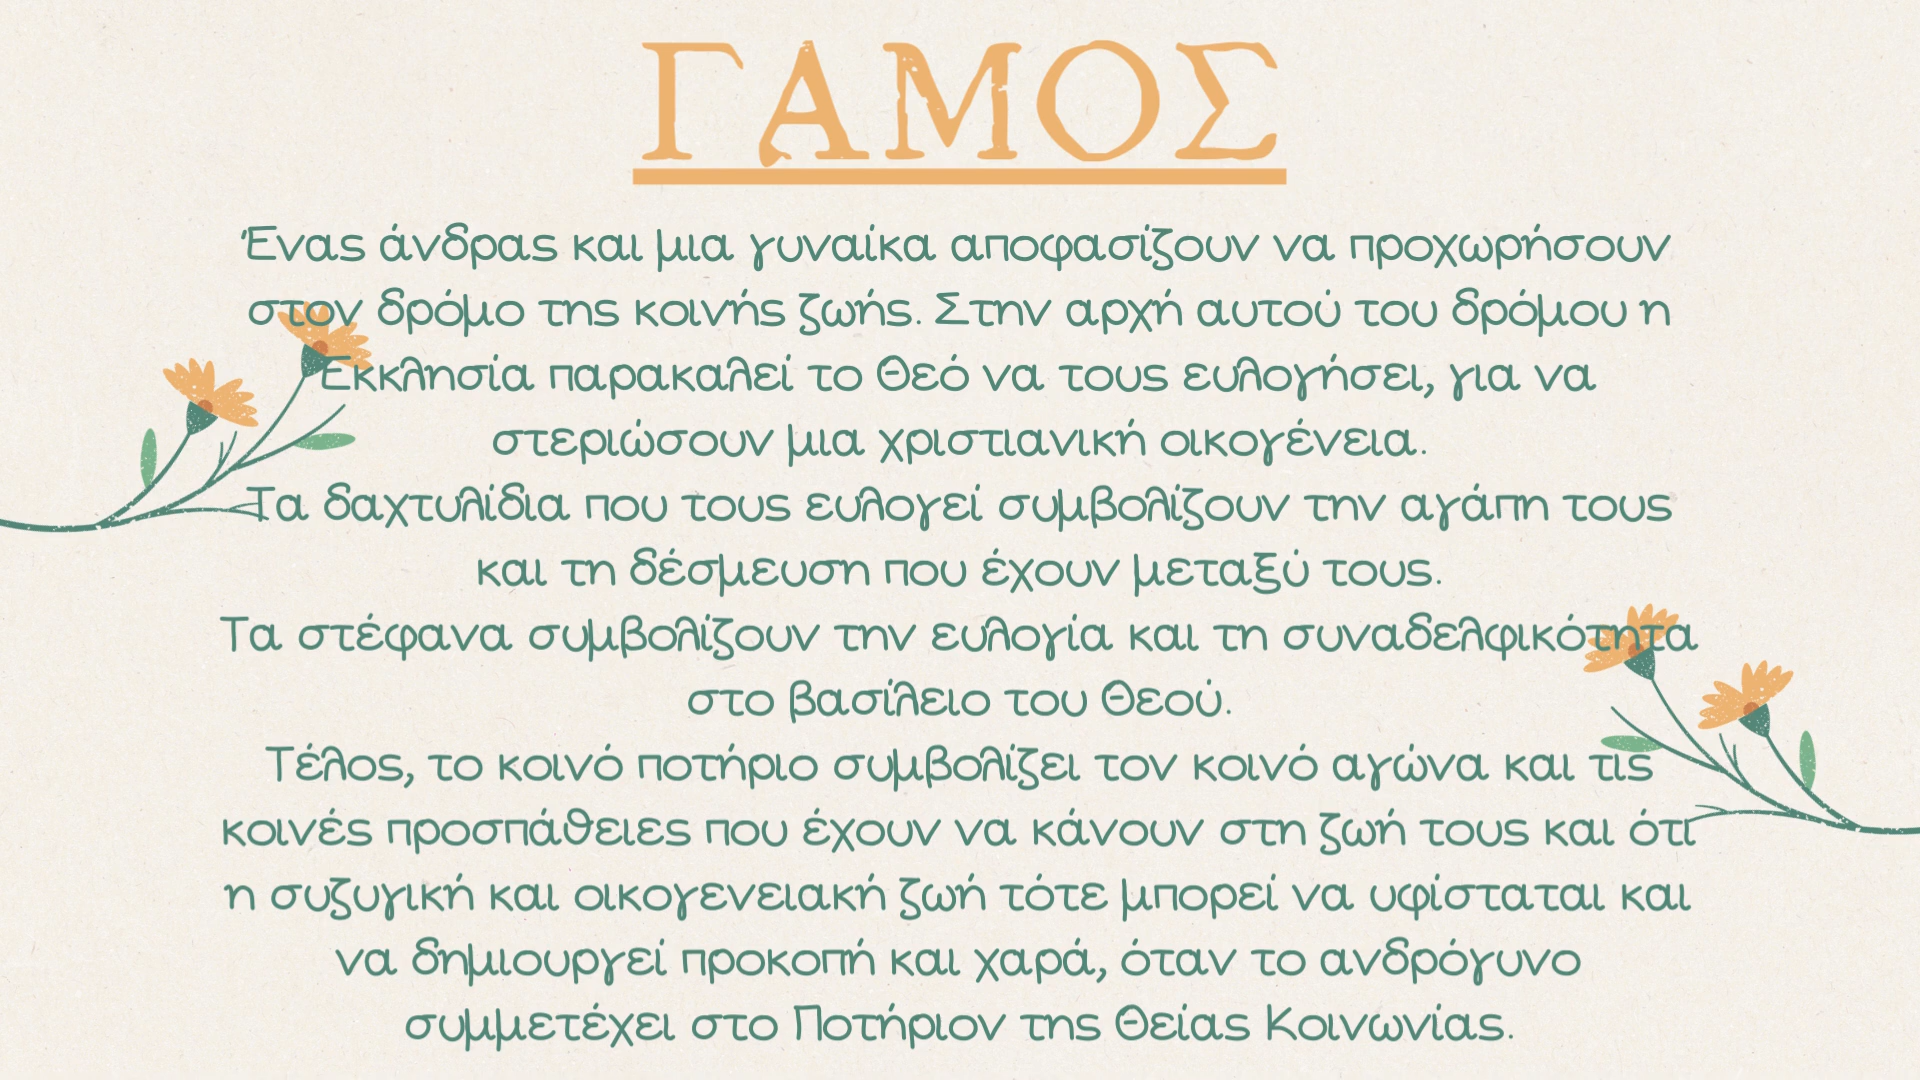 ΓΑΜΟΣ
Ένας άνδρας και μια γυναίκα αποφασίζουν να προχωρήσουν
στον δρόμο της κοινής ζωής. Στην αρχή αυτού του δρόμου η
Εκκλησία παρακαλεί το Θεό να τους ευλογήσει, για να
στεριώσουν μια χριστιανική οικογένεια.
Τα δαχτυλίδια που τους ευλογεί συμβολίζουν την αγάπη τους
και τη δέσμευση που έχουν μεταξύ τους.
Τα στέφανα συμβολίζουν την ευλογία και τη συναδελφικότητα
στο βασίλειο του Θεού.
Τέλος, το κοινό ποτήριο συμβολίζει τον κοινό αγώνα και τις
κοινές προσπάθειες που έχουν να κάνουν στη ζωή τους και ότι
η συζυγική και οικογενειακή ζωή τότε μπορεί να υφίσταται και
να δημιουργεί προκοπή και χαρά, όταν το ανδρόγυνο
συμμετέχει στο Ποτήριον της Θείας Κοινωνίας.